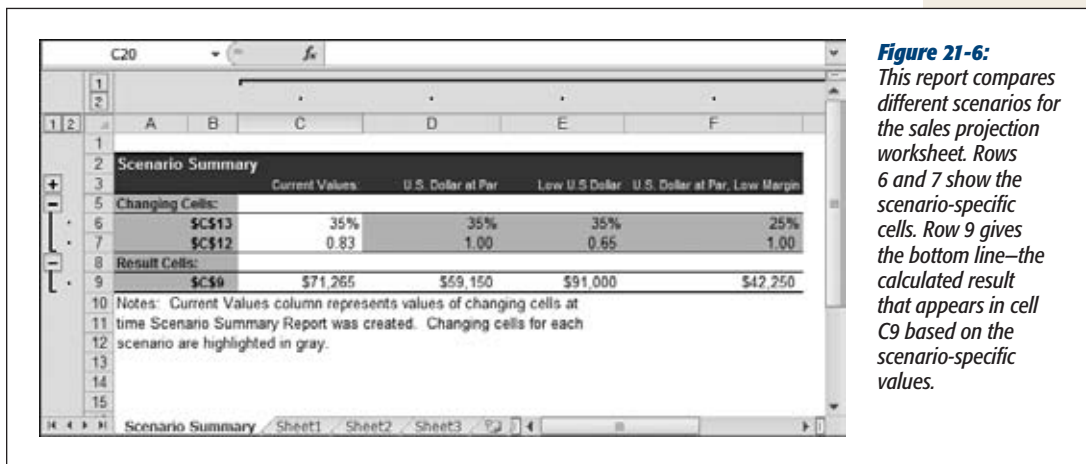 C20 fx
1
2
1 2 A B C D E F
1
2 Scenario Summary
3 Current Values: U.S. Dollar at Par Low U.S Dollar U.S. Dollar at Par, Low Margin
5 Changing Cells:
6 $C$13 35% 35% 35% 25%
7 $C$12 0.83 1.00 0.65 1.00
8 Result Cells:
9 $C$9 $71,265 $59,150 $91,000 $42,250
10 Notes: Current Values column represents values of changing cells at
11 time Scenario Summary Report was created. Changing cells for each
12 scenario are highlighted in gray.
13
14
15
Scenario Summary Sheet1 Sheet2 Sheet3
Figure 21-6:
This report compares
different scenarios for
the sales projection
worksheet. Rows
6 and 7 show the
scenario-specific
cells. Row 9 gives
the bottom line—the
calculated result
that appears in cell
C9 based on the
scenario-specific
values.